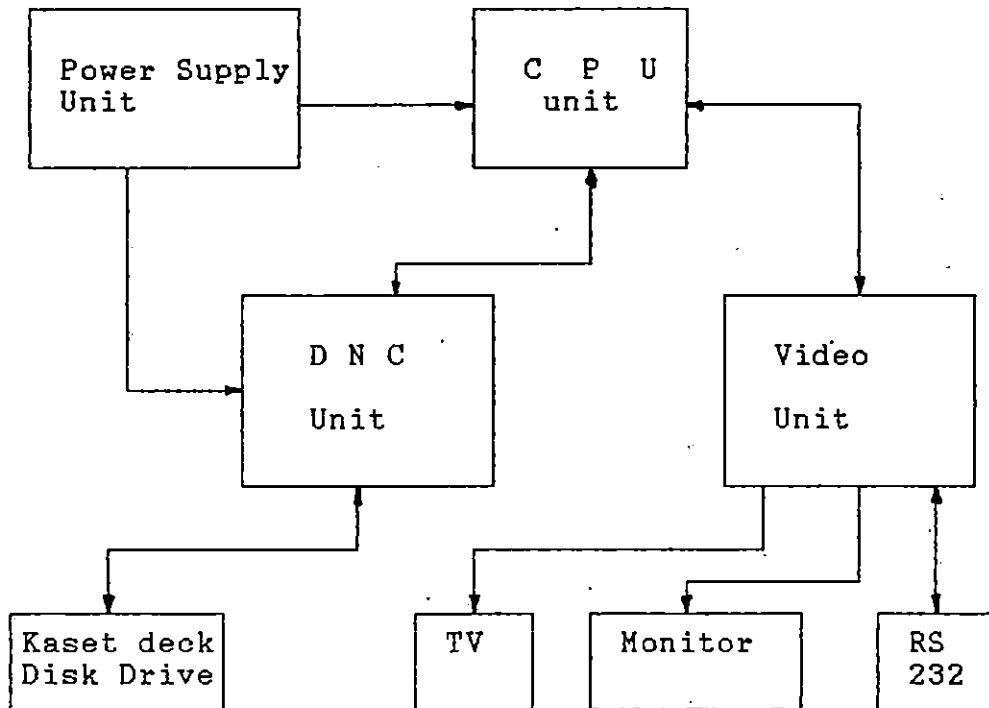 Power Supply
Unit
C P U
unit
D N C
Unit
Video
Unit
Kaset deck
Disk Drive
TV
Monitor
RS
232